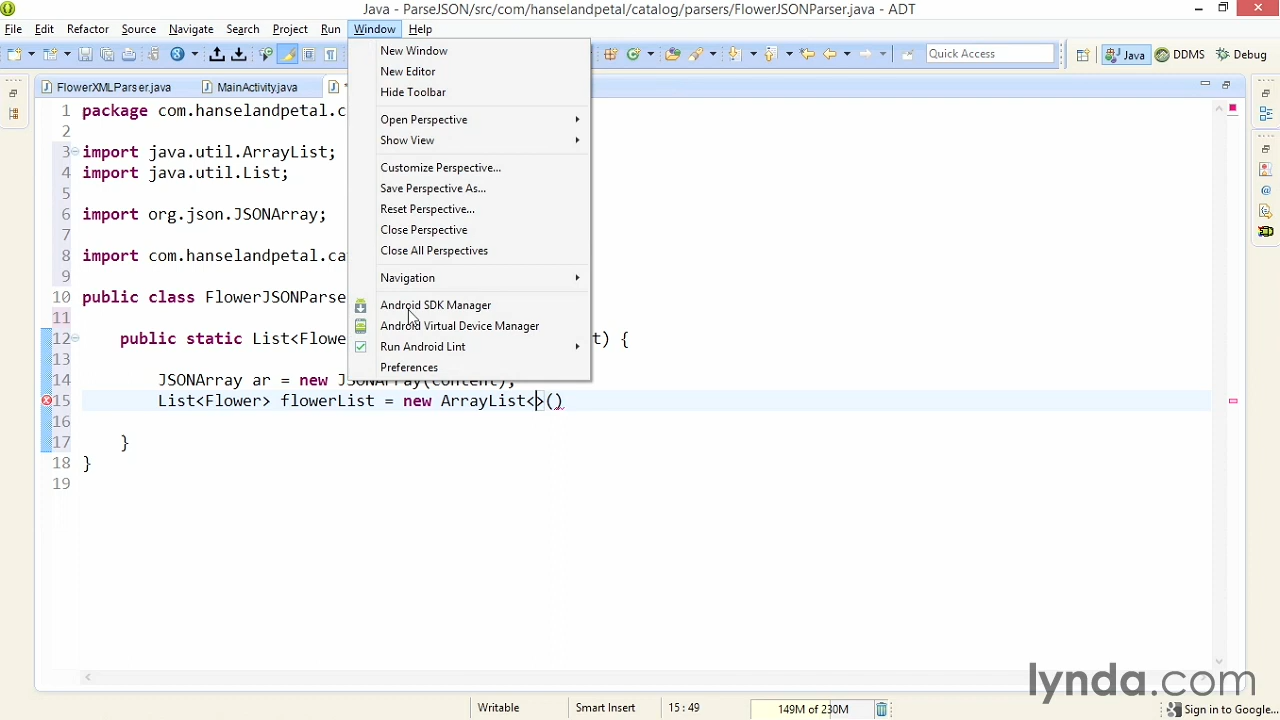 Java - ParseJSON/src/com/hanselandpetal/catalog/parsers/FlowerJSONParser.java - ADT
File Edit Refactor Source Navigate Search Project Run Window Help
Quick Access
Java
DDMS
Debug
FlowerXMLParser.java
MainActivity.java
New Window
New Editor
Hide Toolbar
Open Perspective
Show View
Customize Perspective...
Save Perspective As...
Reset Perspective...
Close Perspective
Close All Perspectives
Navigation
Android SDK Manager
Android Virtual Device Manager
Run Android Lint
Preferences
1 package com.hanselandpetal.c
2
3 import java.util.ArrayList;
4 import java.util.List;
5
6 import org.json.JSONArray;
7
8 import com.hanselandpetal.ca
9
10 public class FlowerJSONParse
11
12 public static List<Flowe t) {
13
14 JSONArray ar = new JSONArray(content);
15 List<Flower> flowerList = new ArrayList<>()
16
17 }
18 }
19
lynda.com
Writable
Smart Insert
15 : 49
149M of 230M
Sign in to Google...